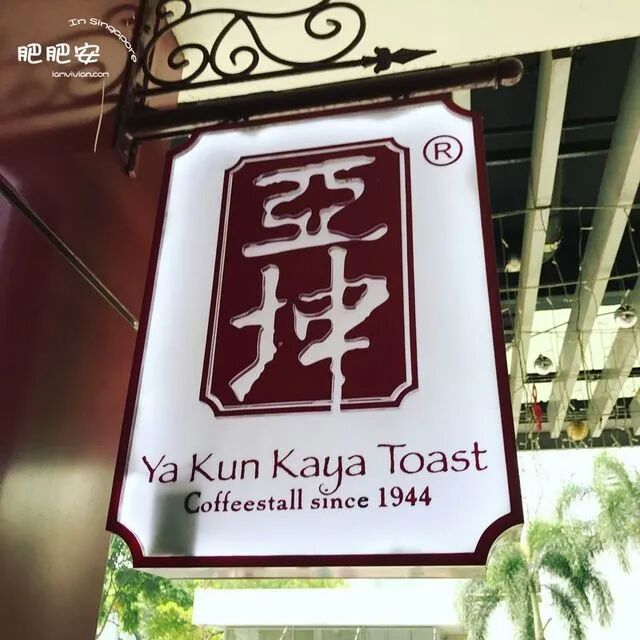 In Singapore
肥肥安
iamvivian.com
®
亞
坤
Ya Kun Kaya Toast
Coffeestall since 1944